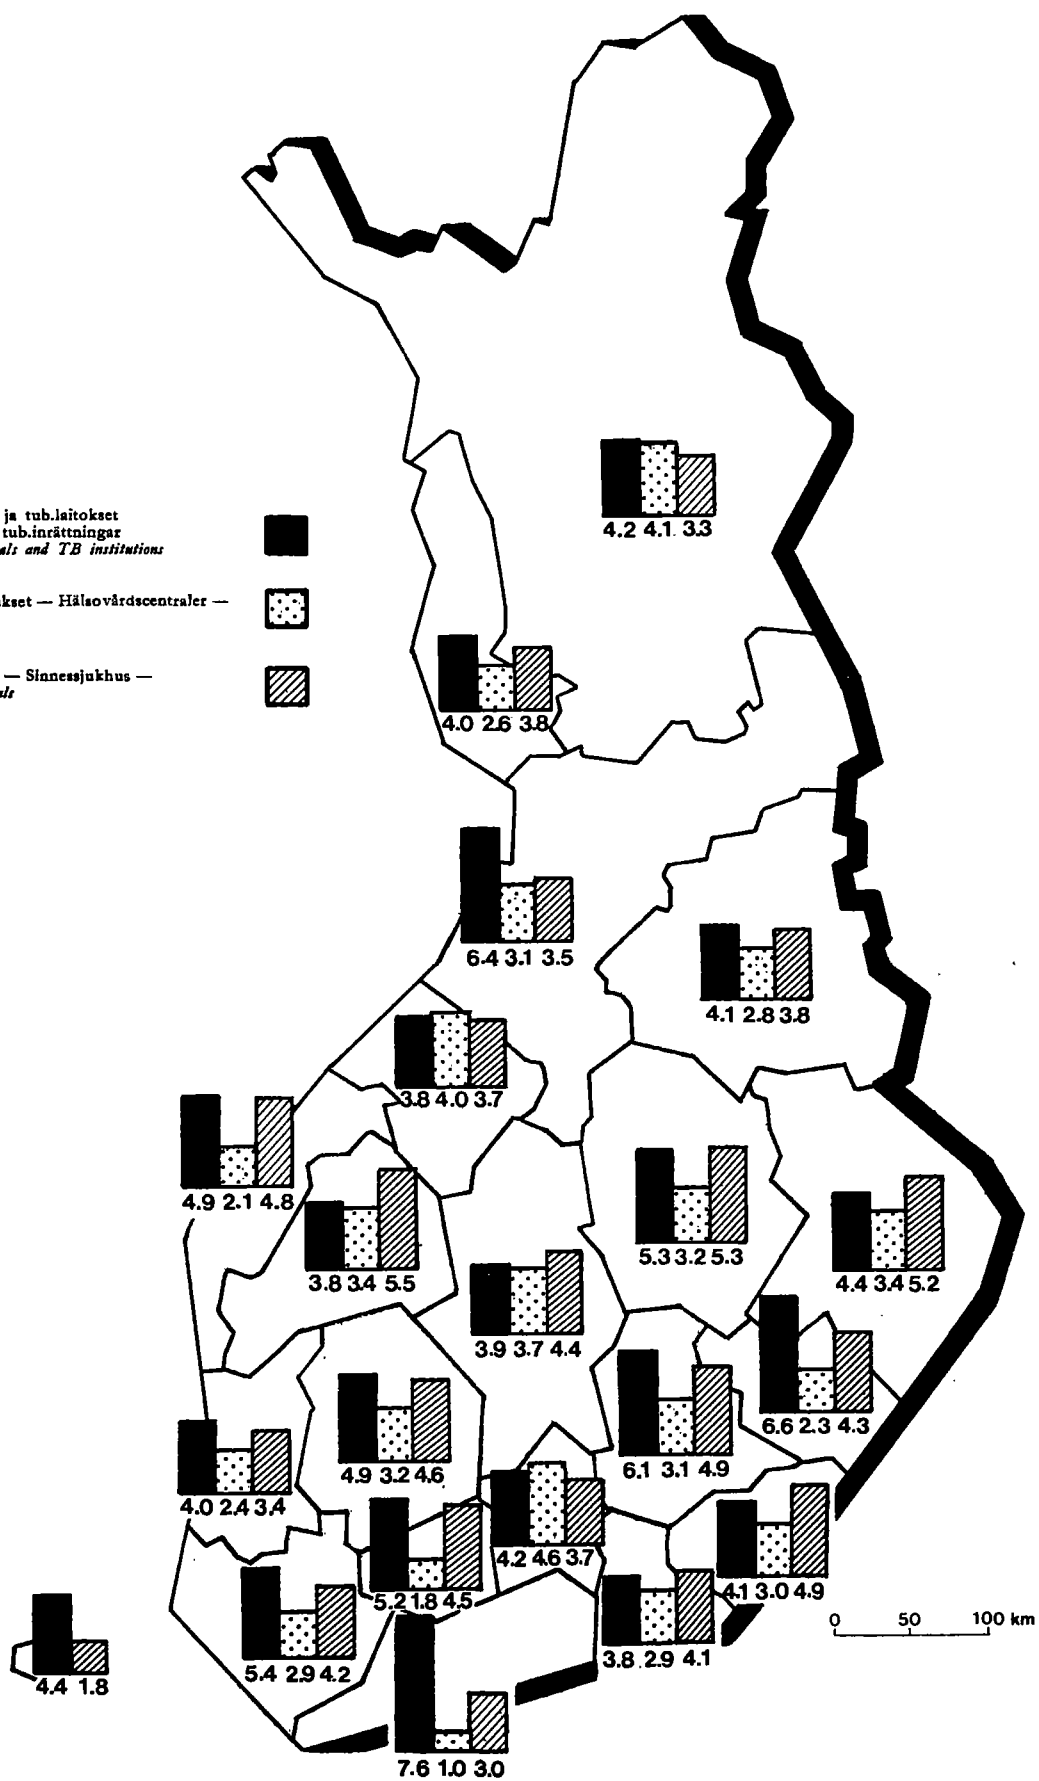 4.2 4.1 3.3
ja tub.laitokset
tub.inrättningar
and TB institutions
— Hälsovårdscentraler —
— Sinnessjukhus —
4.0 2.6 3.8
6.4 3.1 3.5
4.1 2.8 3.8
3.8 4.0 3.7
4.9 2.1 4.8
5.3 3.2 5.3
3.8 3.4 5.5
4.4 3.4 5.2
3.9 3.7 4.4
6.6 2.3 4.3
4.9 3.2 4.6
6.1 3.1 4.9
4.0 2.4 3.4
4.2 4.6 3.7
4.1 3.0 4.9
5.2 1.8 4.5
0 50 100 km
3.8 2.9 4.1
5.4 2.9 4.2
4.4 1.8
7.6 1.0 3.0